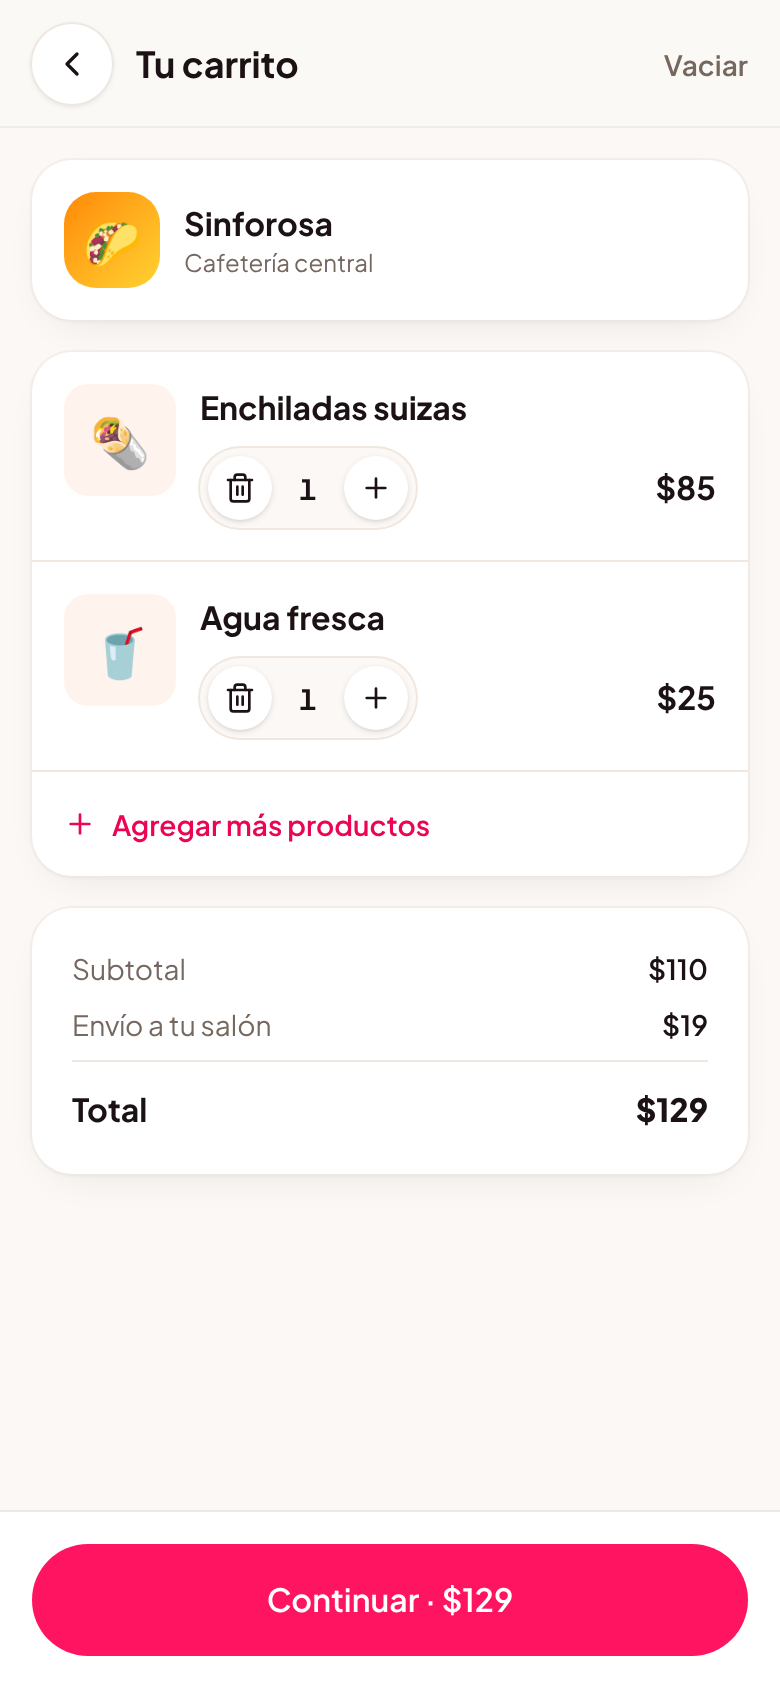 Tu carrito
Vaciar
Sinforosa
Cafetería central
Enchiladas suizas
1
$85
Agua fresca
1
$25
Agregar más productos
Subtotal $110
Envío a tu salón $19
Total $129
Continuar · $129